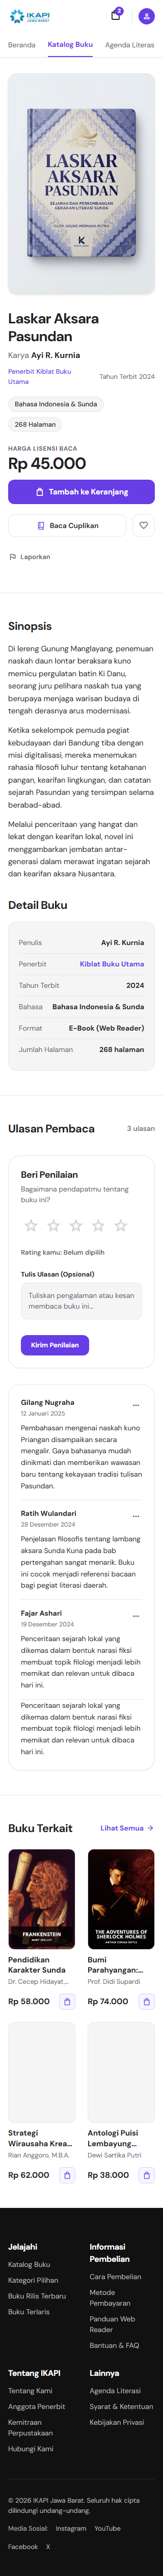 IKAPI
JAWA BARAT
2
Beranda
Katalog Buku
Agenda Literas
LASKAR
AKSARA
PASUNDAN
SEJARAH DAN PERKEMBANGAN
Laskar Aksara
Pasundan
Karya Ayi R. Kurnia
Penerbit Kiblat Buku
Utama
Tahun Terbit 2024
Bahasa Indonesia & Sunda
268 Halaman
HARGA LISENSI BACA
Rp 45.000
Tambah ke Keranjang
Baca Cuplikan
Laporkan
Sinopsis
Di lereng Gunung Manglayang, penemuan
naskah daun lontar beraksara kuno
memicu pergulatan batin Ki Danu,
seorang juru pelihara naskah tua yang
berupaya menjaga warisan budaya di
tengah derasnya arus modernisasi.
Ketika sekelompok pemuda pegiat
kebudayaan dari Bandung tiba dengan
misi digitalisasi, mereka menemukan
rahasia filosofi luhur tentang ketahanan
pangan, kearifan lingkungan, dan catatan
sejarah Pasundan yang tersimpan selama
berabad-abad.
Melalui penceritaan yang hangat dan
lekat dengan kearifan lokal, novel ini
menggambarkan jembatan antar-
generasi dalam merawat ingatan sejarah
dan kearifan aksara Nusantara.
Detail Buku
Penulis Ayi R. Kurnia
Penerbit Kiblat Buku Utama
Tahun Terbit 2024
Bahasa Bahasa Indonesia & Sunda
Format E-Book (Web Reader)
Jumlah Halaman 268 halaman
Ulasan Pembaca
3 ulasan
Beri Penilaian
Bagaimana pendapatmu tentang
buku ini?
Rating kamu: Belum dipilih
Tulis Ulasan (Opsional)
Tuliskan pengalaman atau kesan
membaca buku ini...
Kirim Penilaian
Gilang Nugraha
12 Januari 2025
Pembahasan mengenai naskah kuno
Priangan disampaikan secara
mengalir. Gaya bahasanya mudah
dinikmati dan memberikan wawasan
baru tentang kekayaan tradisi tulisan
Pasundan.
Ratih Wulandari
28 Desember 2024
Penjelasan filosofis tentang lambang
aksara Sunda Kuna pada bab
pertengahan sangat menarik. Buku
ini cocok menjadi referensi bacaan
bagi pegiat literasi daerah.
Fajar Ashari
19 Desember 2024
Penceritaan sejarah lokal yang
dikemas dalam bentuk narasi fiksi
membuat topik filologi menjadi lebih
memikat dan relevan untuk dibaca
hari ini.
Penceritaan sejarah lokal yang
dikemas dalam bentuk narasi fiksi
membuat topik filologi menjadi lebih
memikat dan relevan untuk dibaca
hari ini.
Buku Terkait
Lihat Semua
FRANKENSTEIN
MARY SHELLEY
THE ADVENTURES OF
SHERLOCK HOLMES
ARTHUR CONAN DOYLE
Pendidikan
Karakter Sunda
Dr. Cecep Hidayat,...
Rp 58.000
Bumi
Parahyangan:...
Prof. Didi Supardi
Rp 74.000
Strategi
Wirausaha Krea...
Rian Anggoro, M.B.A.
Rp 62.000
Antologi Puisi
Lembayung...
Dewi Sartika Putri
Rp 38.000
Jelajahi
Katalog Buku
Kategori Pilihan
Buku Rilis Terbaru
Buku Terlaris
Informasi
Pembelian
Cara Pembelian
Metode
Pembayaran
Panduan Web
Reader
Bantuan & FAQ
Tentang IKAPI
Tentang Kami
Anggota Penerbit
Kemitraan
Perpustakaan
Hubungi Kami
Lainnya
Agenda Literasi
Syarat & Ketentuan
Kebijakan Privasi
© 2026 IKAPI Jawa Barat. Seluruh hak cipta
dilindungi undang-undang.
Media Sosial: Instagram YouTube
Facebook X